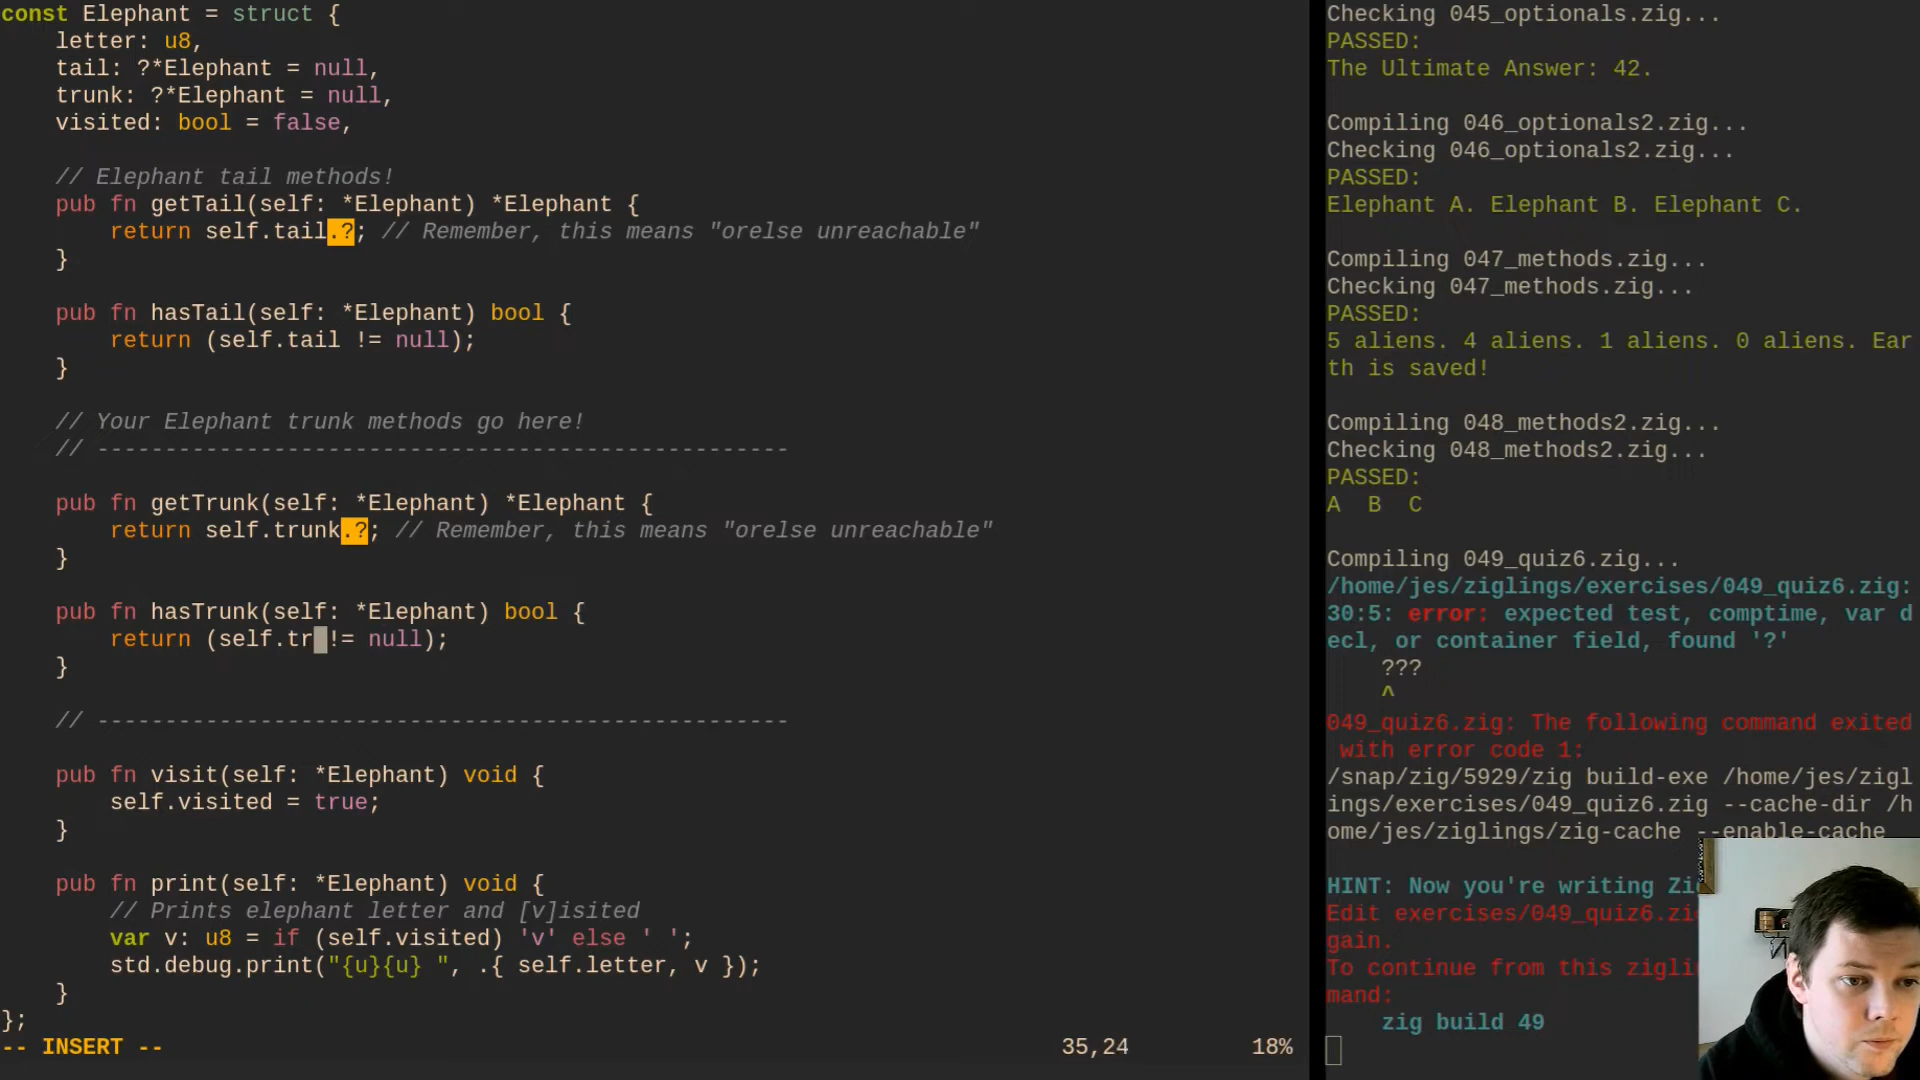 const Elephant = struct {
    letter: u8,
    tail: ?*Elephant = null,
    trunk: ?*Elephant = null,
    visited: bool = false,
    // Elephant tail methods!
    pub fn getTail(self: *Elephant) *Elephant {
        return self.tail.?; // Remember, this means "orelse unreachable"
    }
    pub fn hasTail(self: *Elephant) bool {
        return (self.tail != null);
    }
    // Your Elephant trunk methods go here!
    // ---------------------------------------------------
    pub fn getTrunk(self: *Elephant) *Elephant {
        return self.trunk.?; // Remember, this means "orelse unreachable"
    }
    pub fn hasTrunk(self: *Elephant) bool {
        return (self.tr != null);
    }
    // ---------------------------------------------------
    pub fn visit(self: *Elephant) void {
        self.visited = true;
    }
    pub fn print(self: *Elephant) void {
        // Prints elephant letter and [v]isited
        var v: u8 = if (self.visited) 'v' else ' ';
        std.debug.print("{u}{u} ", .{ self.letter, v });
    }
};
-- INSERT --
35,24
18%
Checking 045_optionals.zig...
PASSED:
The Ultimate Answer: 42.
Compiling 046_optionals2.zig...
Checking 046_optionals2.zig...
PASSED:
Elephant A. Elephant B. Elephant C.
Compiling 047_methods.zig...
Checking 047_methods.zig...
PASSED:
5 aliens. 4 aliens. 1 aliens. 0 aliens. Ear
th is saved!
Compiling 048_methods2.zig...
Checking 048_methods2.zig...
PASSED:
A  B  C
Compiling 049_quiz6.zig...
/home/jes/ziglings/exercises/049_quiz6.zig:
30:5: error: expected test, comptime, var d
ecl, or container field, found '?'
    ???
    ^
049_quiz6.zig: The following command exited
 with error code 1:
/snap/zig/5929/zig build-exe /home/jes/zigl
ings/exercises/049_quiz6.zig --cache-dir /h
ome/jes/ziglings/zig-cache --enable-cache
HINT: Now you're writing
Edit exercises/049_quiz6
gain.
To continue from this
mand:
    zig build 49